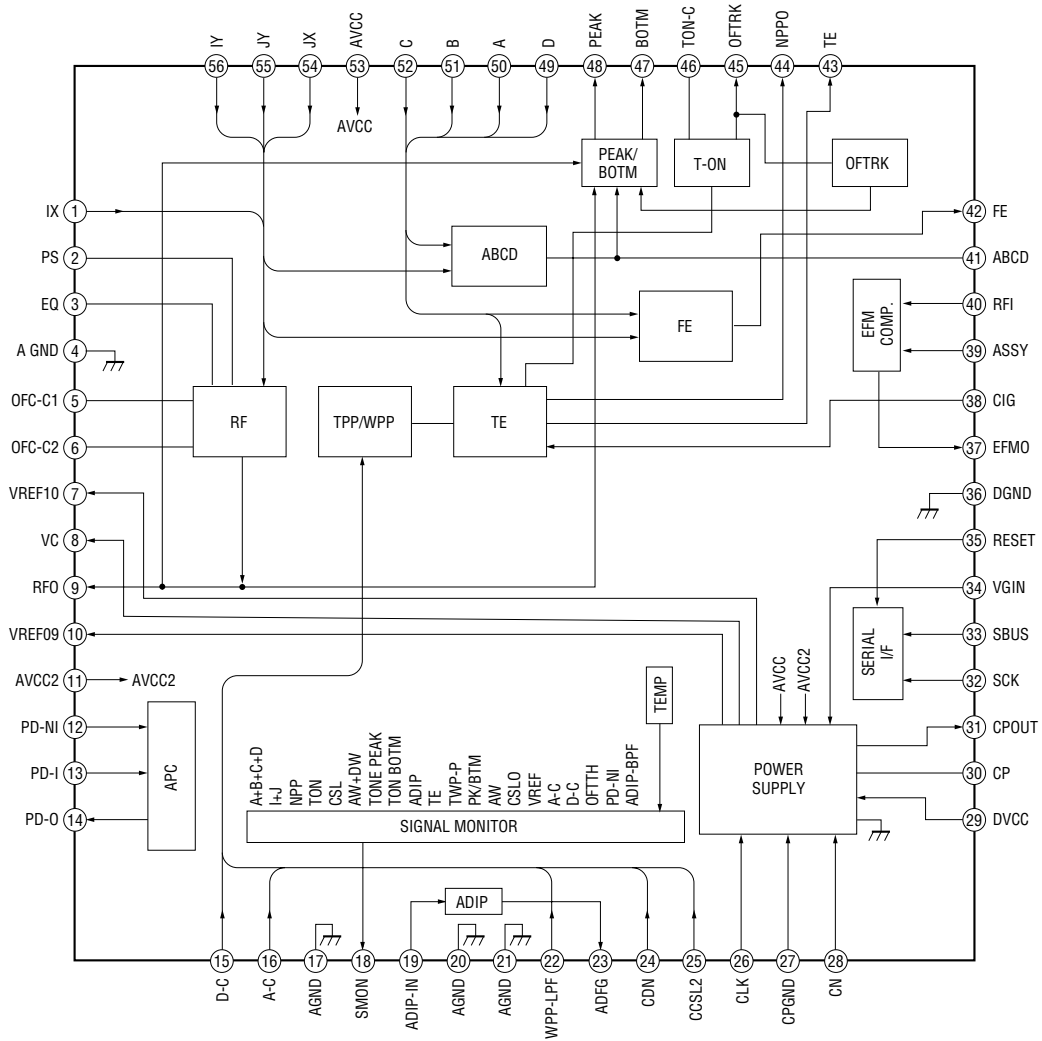 IY
JY
JX
AVCC
C
B
A
D
PEAK
BOTM
TON-C
OFTRK
NPPO
TE
56
55
54
53
52
51
50
49
48
47
46
45
44
43
AVCC
PEAK/
BOTM
T-ON
OFTRK
IX
1
PS
2
EQ
3
A GND
4
OFC-C1
5
OFC-C2
6
VREF10
7
VC
8
RFO
9
VREF09
10
AVCC2
11
AVCC2
PD-NI
12
PD-I
13
PD-O
14
ABCD
FE
EFM
COMP.
RF
TPP/WPP
TE
42
FE
41
ABCD
40
RFI
39
ASSY
38
CIG
37
EFMO
36
DGND
35
RESET
34
VGIN
33
SBUS
32
SCK
31
CPOUT
30
CP
29
DVCC
SERIAL
I/F
AVCC
AVCC2
POWER
SUPPLY
APC
TEMP
A+B+C+D
I+J
NPP
TON
CSL
AW+DW
TONE PEAK
TON BOTM
ADIP
TE
TWP-P
PK/BTM
AW
CSLO
VREF
A-C
D-C
OFTTH
PD-NI
ADIP-BPF
SIGNAL MONITOR
ADIP
15
16
17
18
19
20
21
22
23
24
25
26
27
28
D-C
A-C
AGND
SMON
ADIP-IN
AGND
AGND
WPP-LPF
ADFG
CDN
CCSL2
CLK
CPGND
CN